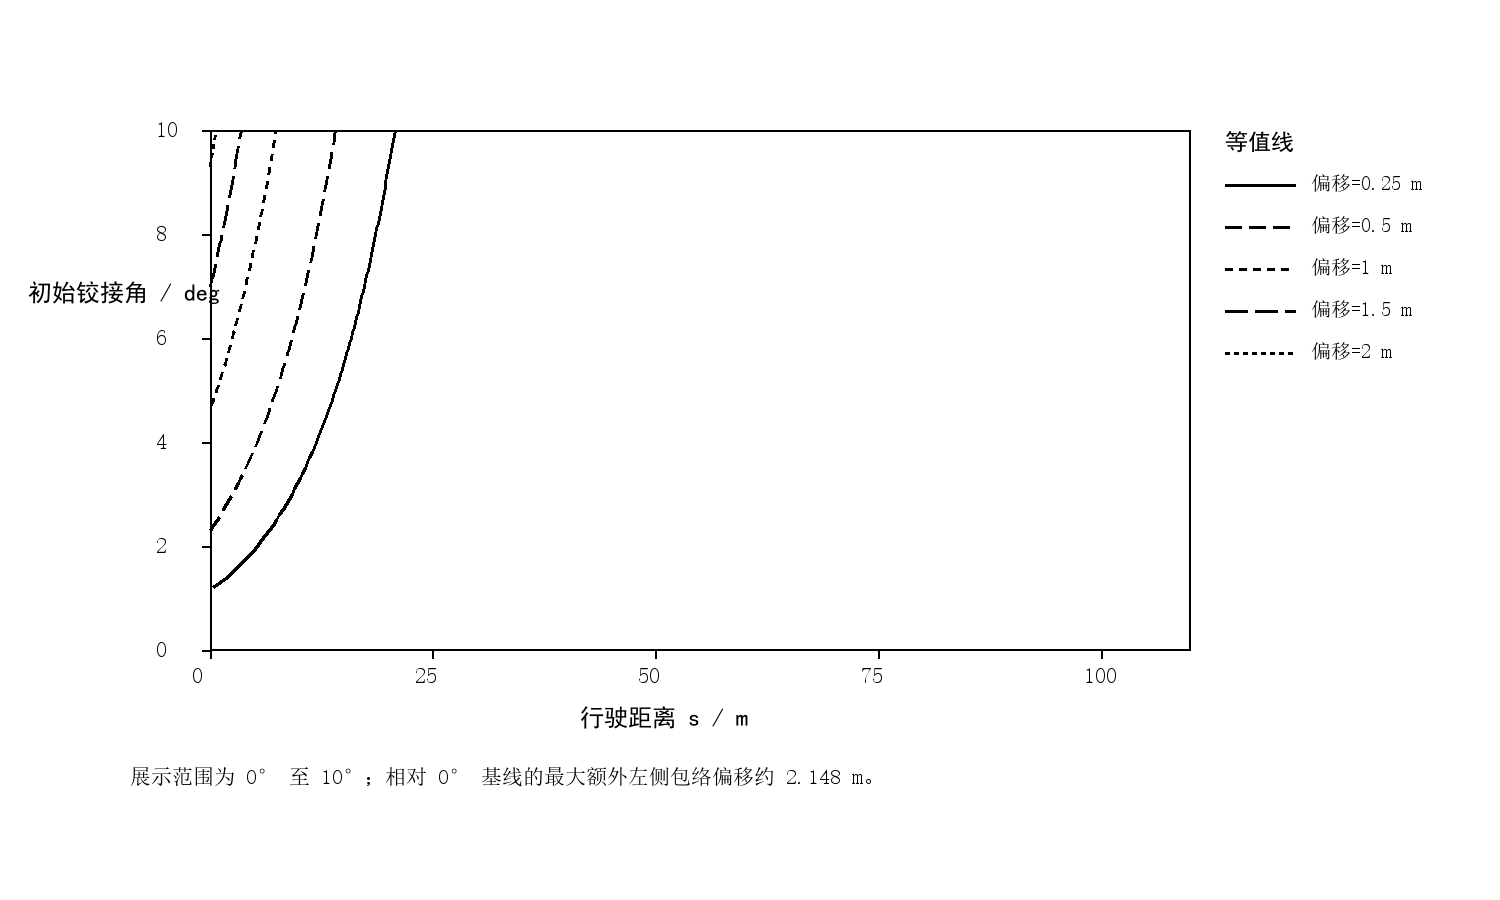 10
8
初始铰接角 / deg
6
4
2
0
0 25 50 75 100
行驶距离 s / m
等值线
偏移=0.25 m
偏移=0.5 m
偏移=1 m
偏移=1.5 m
偏移=2 m
展示范围为 0° 至 10°；相对 0° 基线的最大额外左侧包络偏移约 2.148 m。